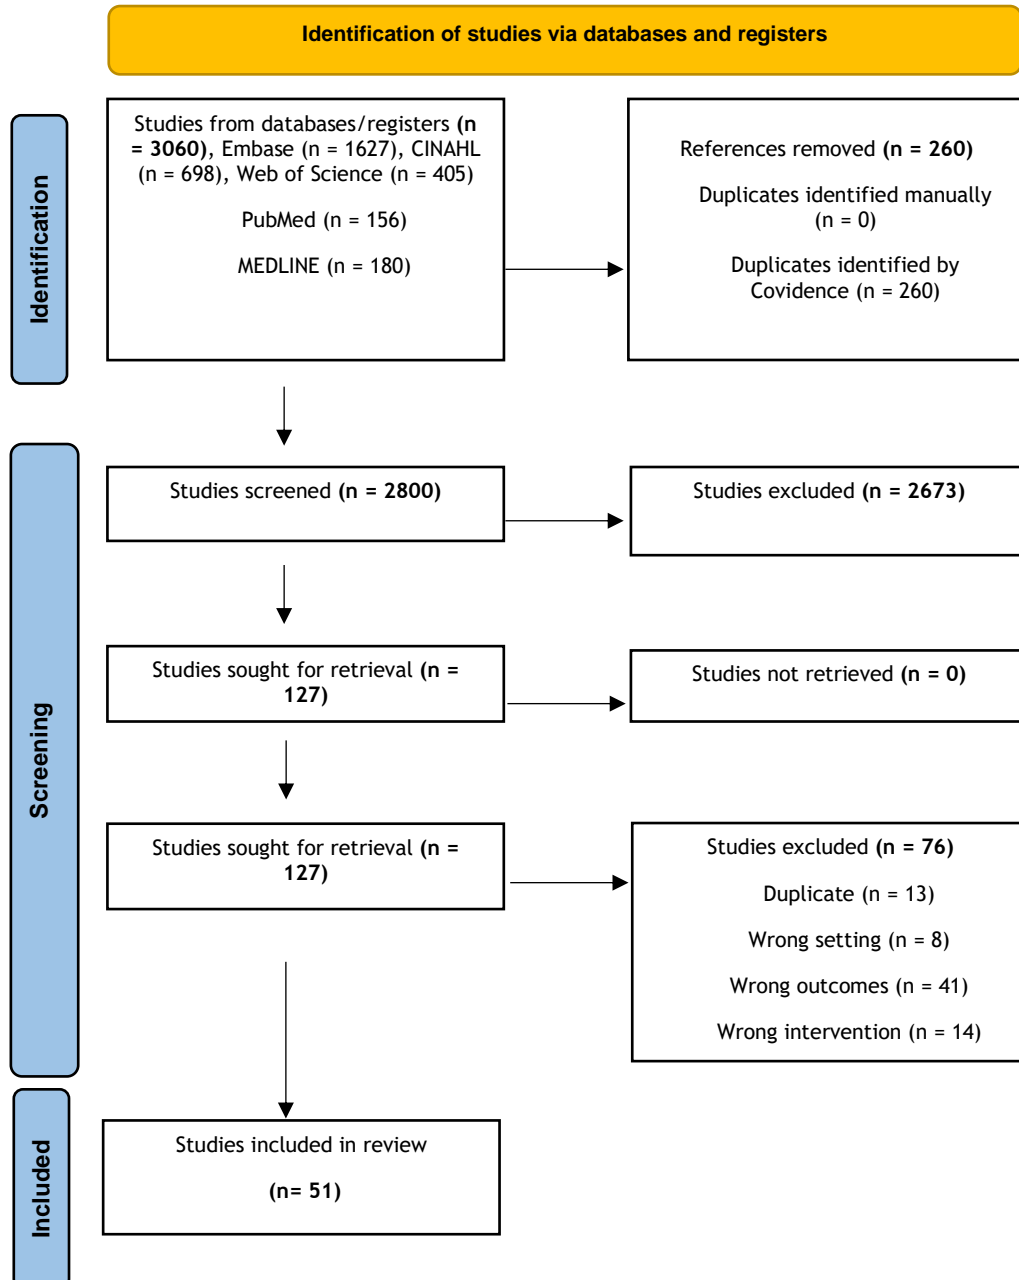 Identification of studies via databases and registers
Identification
Studies from databases/registers (n
= 3060), Embase (n = 1627), CINAHL
(n = 698), Web of Science (n = 405)
PubMed (n = 156)
MEDLINE (n = 180)
References removed (n = 260)
Duplicates identified manually
(n = 0)
Duplicates identified by
Covidence (n = 260)
Screening
Studies screened (n = 2800)
Studies excluded (n = 2673)
Studies sought for retrieval (n =
127)
Studies not retrieved (n = 0)
Studies sought for retrieval (n =
127)
Studies excluded (n = 76)
Duplicate (n = 13)
Wrong setting (n = 8)
Wrong outcomes (n = 41)
Wrong intervention (n = 14)
Included
Studies included in review
(n= 51)